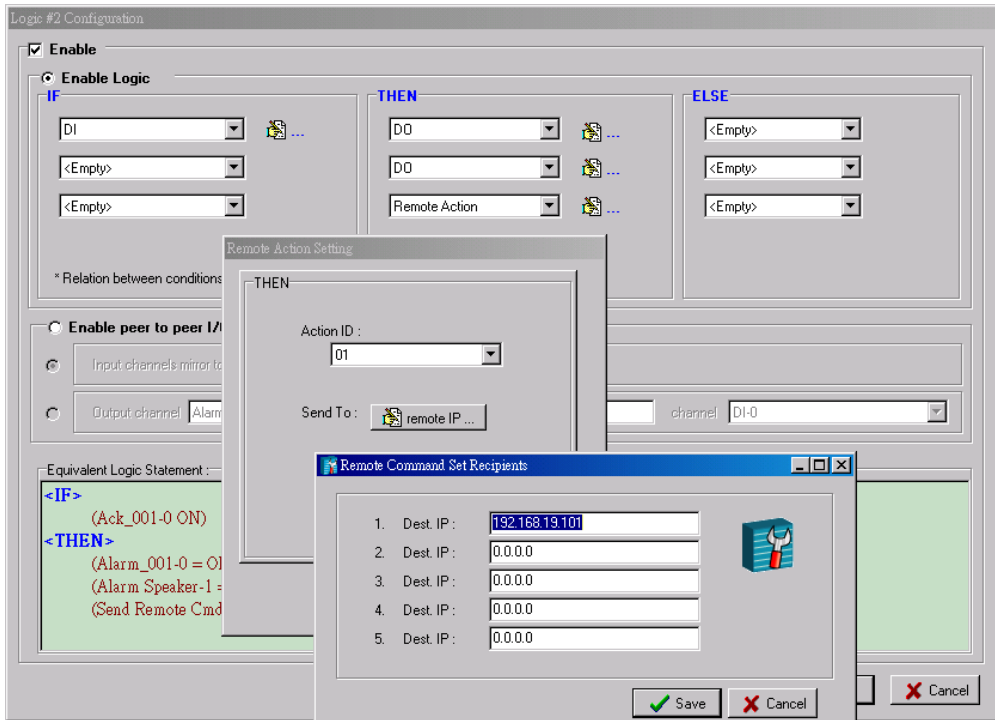 Logic #2 Configuration
Enable
Enable Logic
IF
DI
...
<Empty>
<Empty>
* Relation between conditions
THEN
DO
...
DO
...
Remote Action
...
ELSE
<Empty>
<Empty>
<Empty>
Enable peer to peer I/
Input channels mirror to
Output channel
Alarm
channel
DI-0
Equivalent Logic Statement :
<IF>
(Ack_001-0 ON)
<THEN>
(Alarm_001-0 =
(Alarm Speaker-1 =
(Send Remote Cmd
Cancel
Remote Action Setting
THEN
Action ID :
01
Send To :
remote IP ...
Remote Command Set Recipients
1. Dest. IP : 192.168.19.101
2. Dest. IP : 0.0.0.0
3. Dest. IP : 0.0.0.0
4. Dest. IP : 0.0.0.0
5. Dest. IP : 0.0.0.0
Save
Cancel